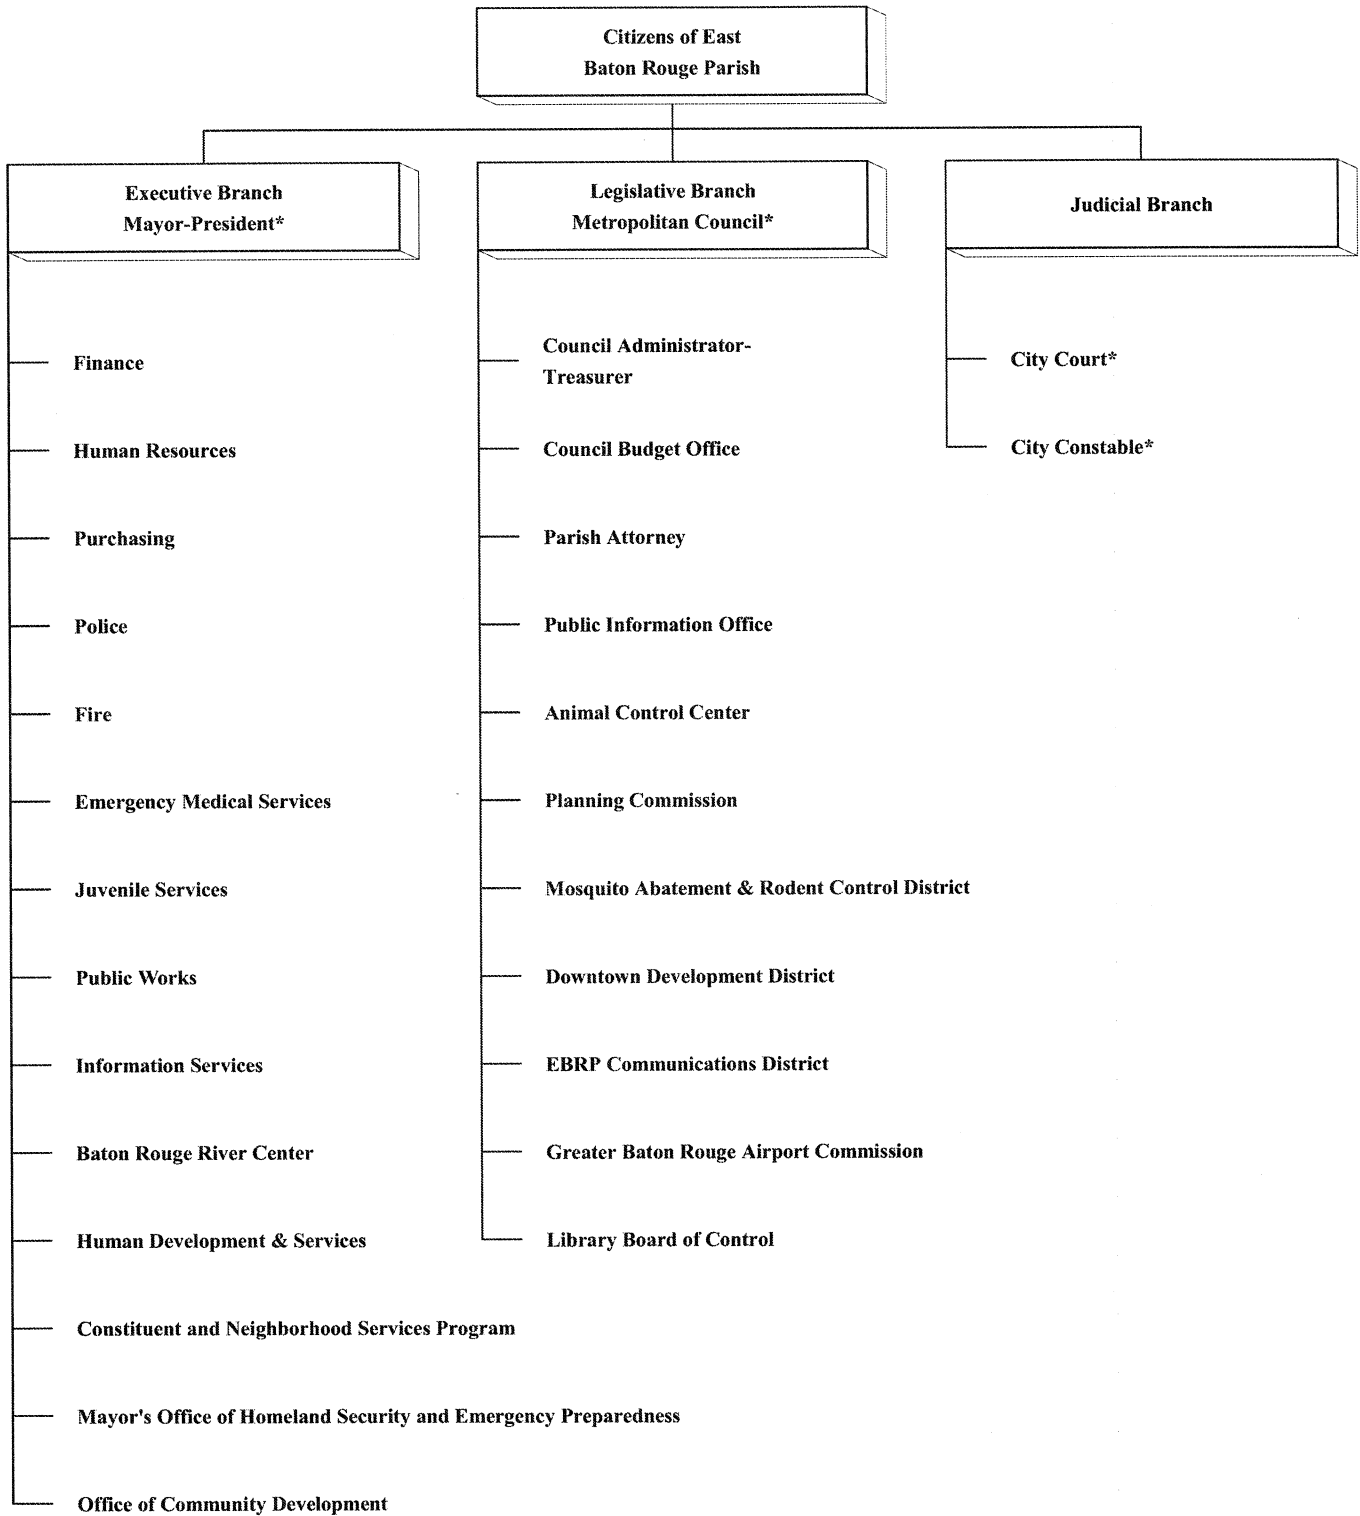 Citizens of East
Baton Rouge Parish
Executive Branch
Mayor-President*
Legislative Branch
Metropolitan Council*
Judicial Branch
Finance
Human Resources
Purchasing
Police
Fire
Emergency Medical Services
Juvenile Services
Public Works
Information Services
Baton Rouge River Center
Human Development & Services
Constituent and Neighborhood Services Program
Mayor's Office of Homeland Security and Emergency Preparedness
Office of Community Development
Council Administrator-
Treasurer
Council Budget Office
Parish Attorney
Public Information Office
Animal Control Center
Planning Commission
Mosquito Abatement & Rodent Control District
Downtown Development District
EBRP Communications District
Greater Baton Rouge Airport Commission
Library Board of Control
City Court*
City Constable*